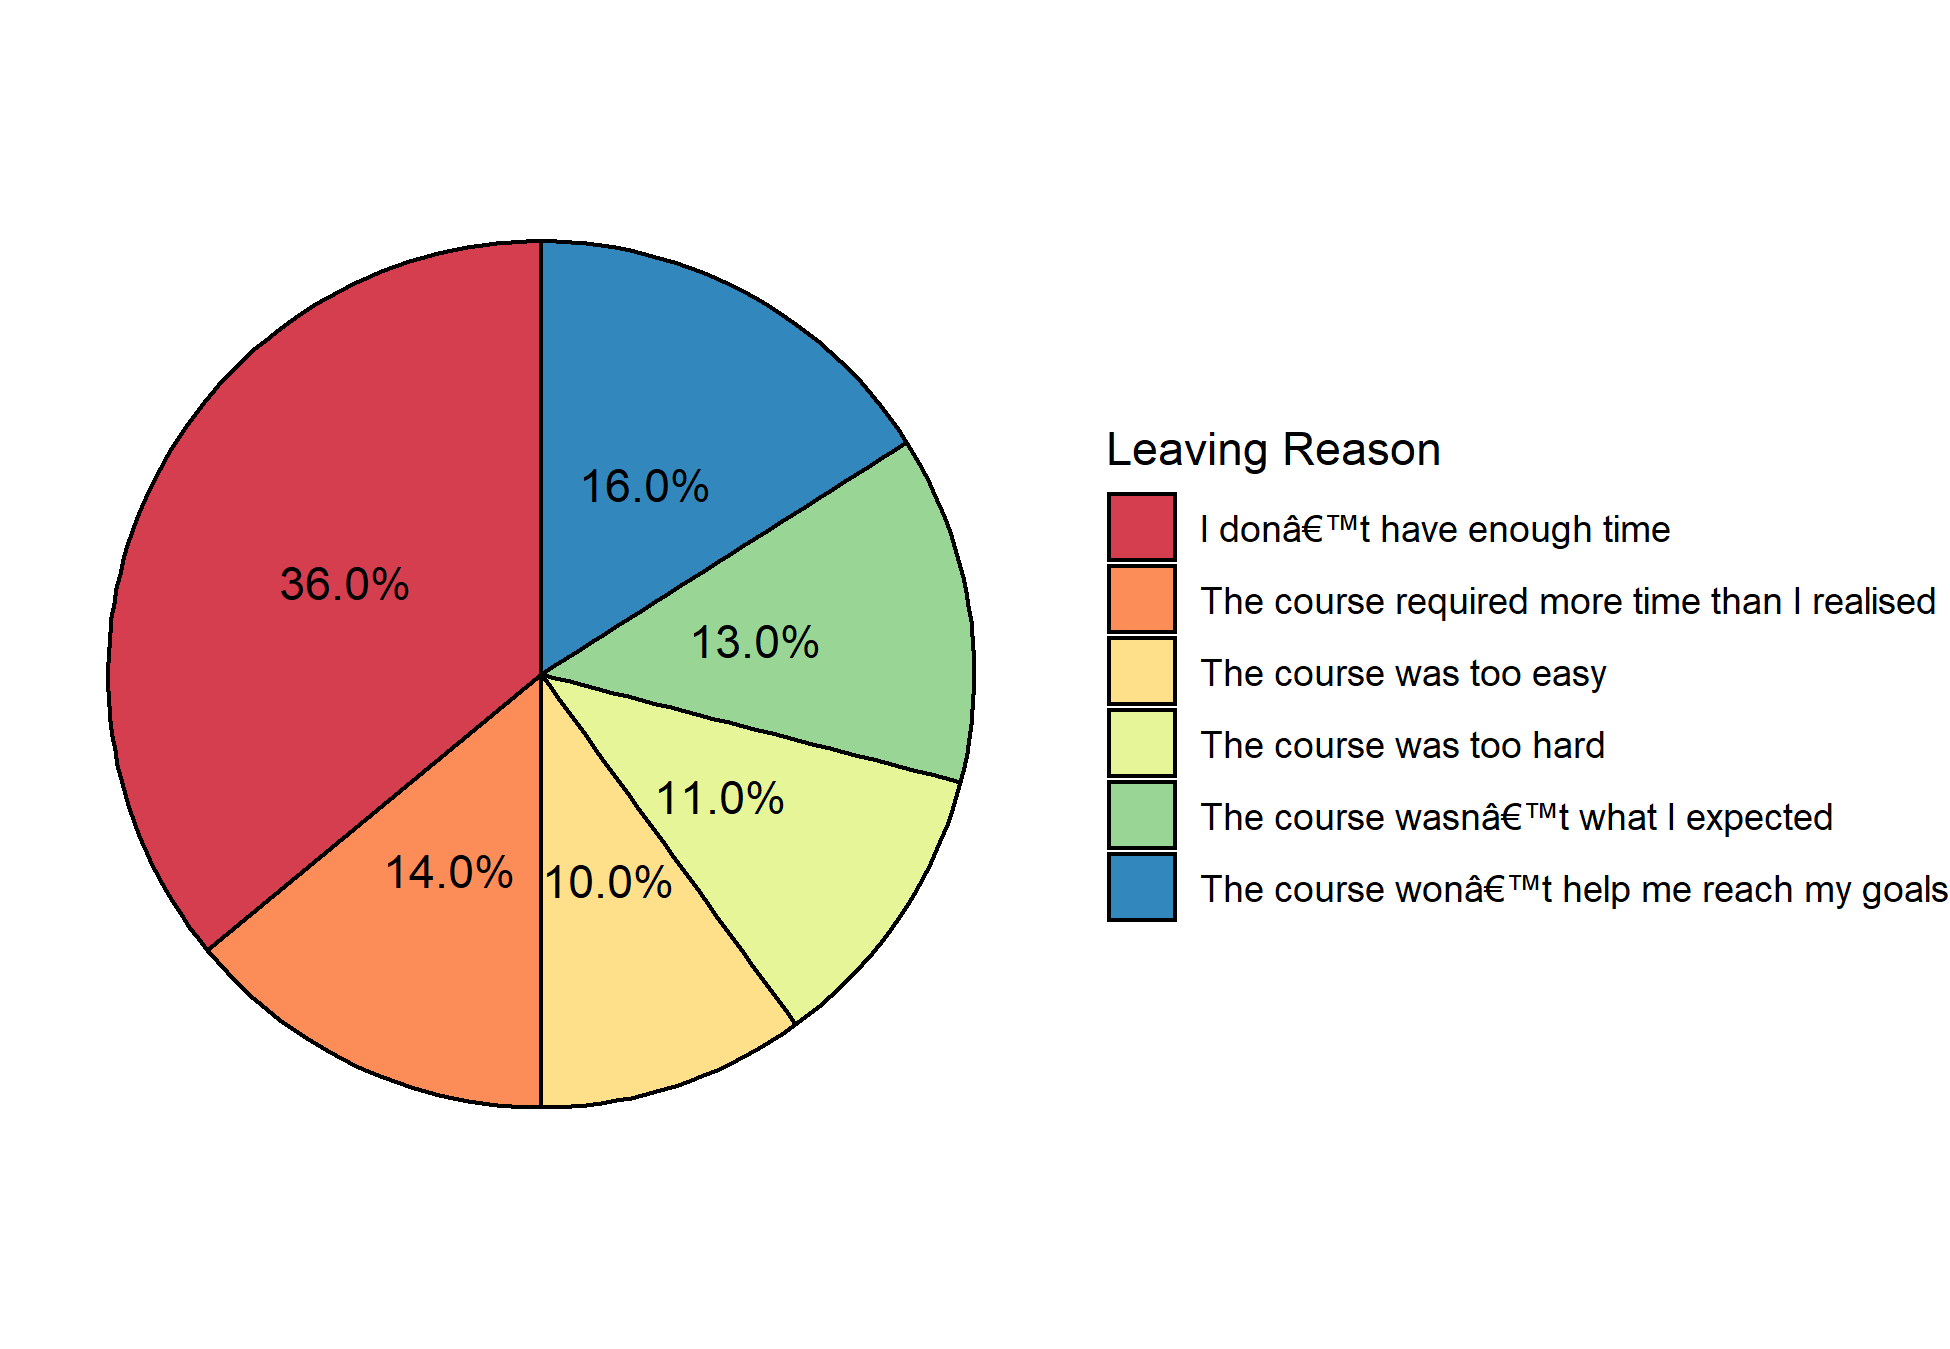 16.0%
36.0%
13.0%
11.0%
14.0%
10.0%
Leaving Reason
I donâ€™t have enough time
The course required more time than I realised
The course was too easy
The course was too hard
The course wasnâ€™t what I expected
The course wonâ€™t help me reach my goals